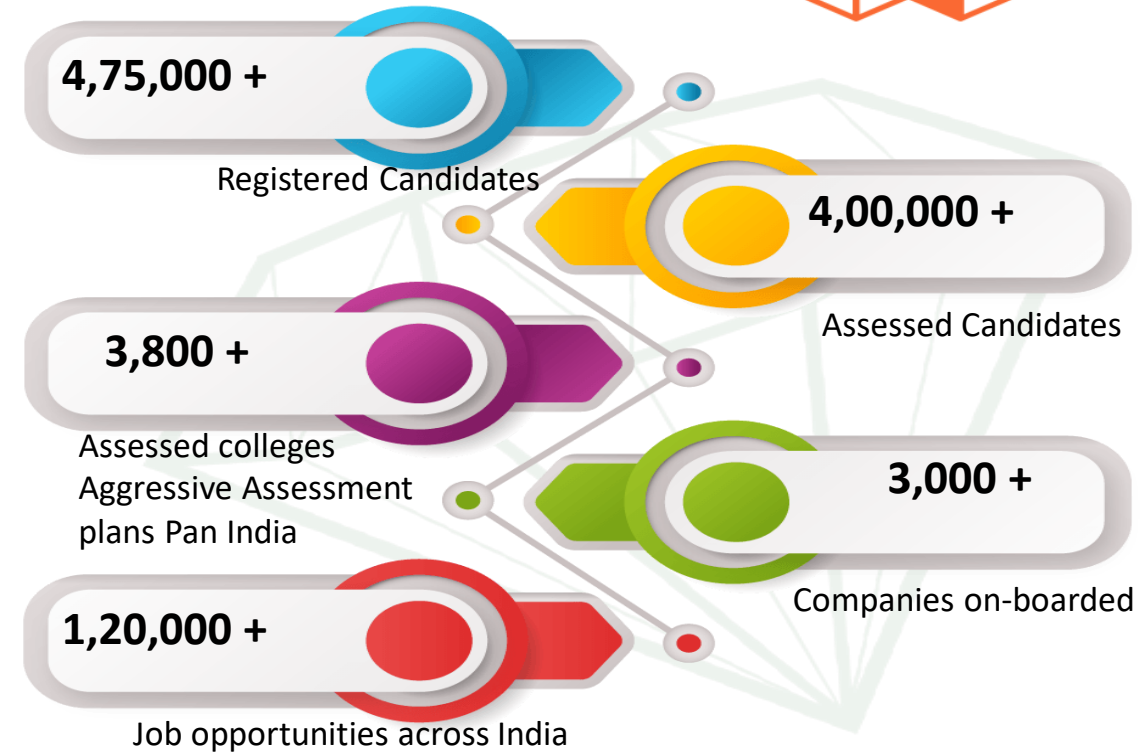 4,75,000 +
Registered Candidates
4,00,000 +
Assessed Candidates
3,800 +
Assessed colleges
Aggressive Assessment
plans Pan India
3,000 +
Companies on-boarded
1,20,000 +
Job opportunities across India